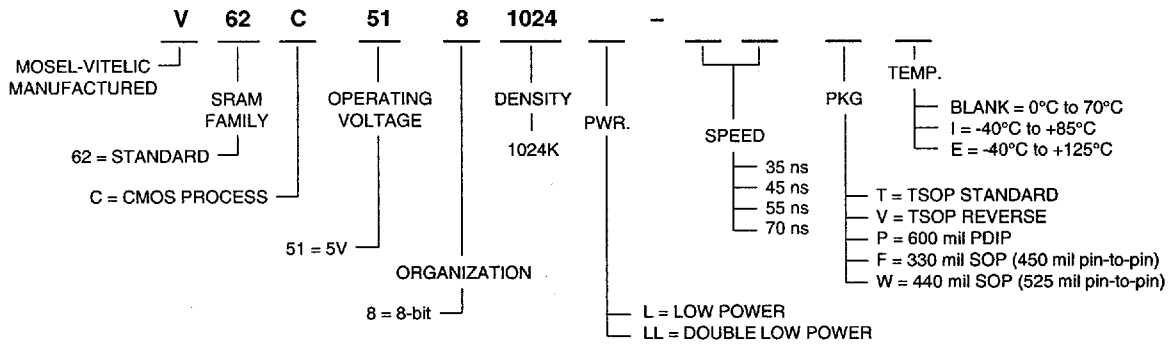 V 62 C 51 8 1024 –
MOSEL-VITELIC
MANUFACTURED
SRAM
FAMILY
62 = STANDARD
C = CMOS PROCESS
OPERATING
VOLTAGE
51 = 5V
ORGANIZATION
8 = 8-bit
DENSITY
1024K
PWR.
L = LOW POWER
LL = DOUBLE LOW POWER
SPEED
35 ns
45 ns
55 ns
70 ns
PKG
T = TSOP STANDARD
V = TSOP REVERSE
P = 600 mil PDIP
F = 330 mil SOP (450 mil pin-to-pin)
W = 440 mil SOP (525 mil pin-to-pin)
TEMP.
BLANK = 0°C to 70°C
I = -40°C to +85°C
E = -40°C to +125°C